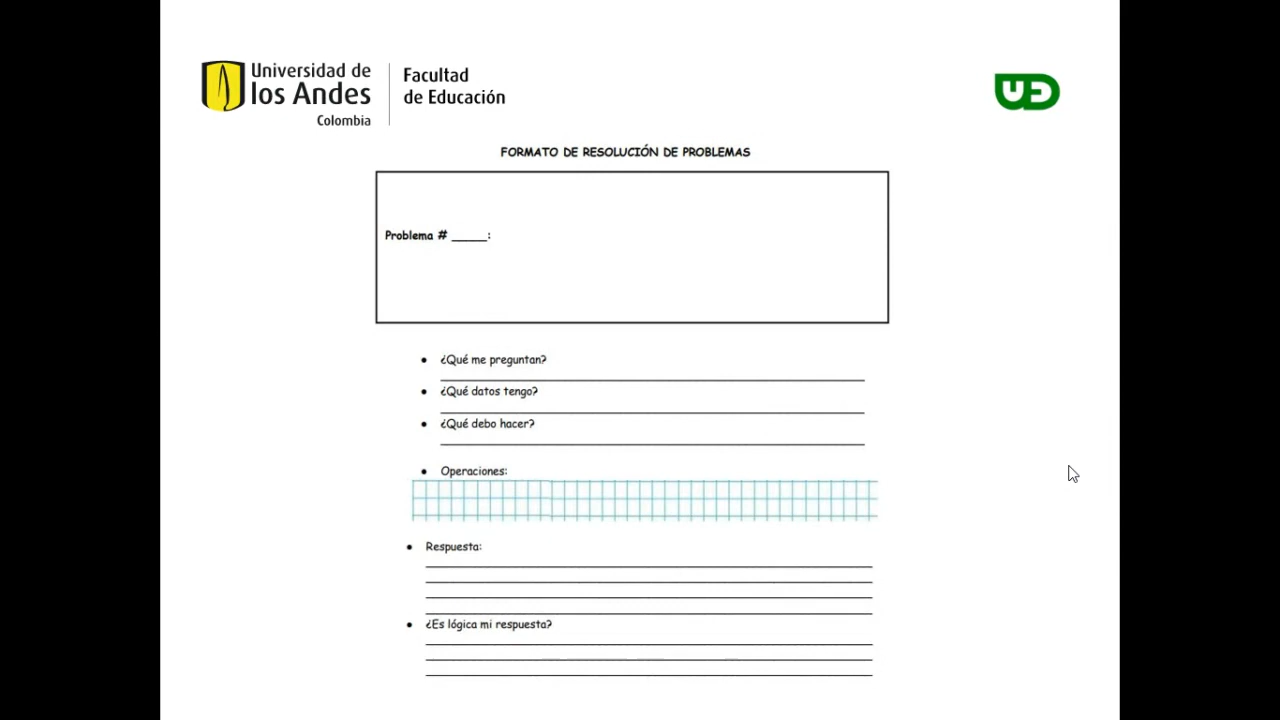 Universidad de
los Andes
Colombia
Facultad
de Educación
UD
FORMATO DE RESOLUCIÓN DE PROBLEMAS
Problema # _____:
• ¿Qué me preguntan?
• ¿Qué datos tengo?
• ¿Qué debo hacer?
• Operaciones:
• Respuesta:
• ¿Es lógica mi respuesta?